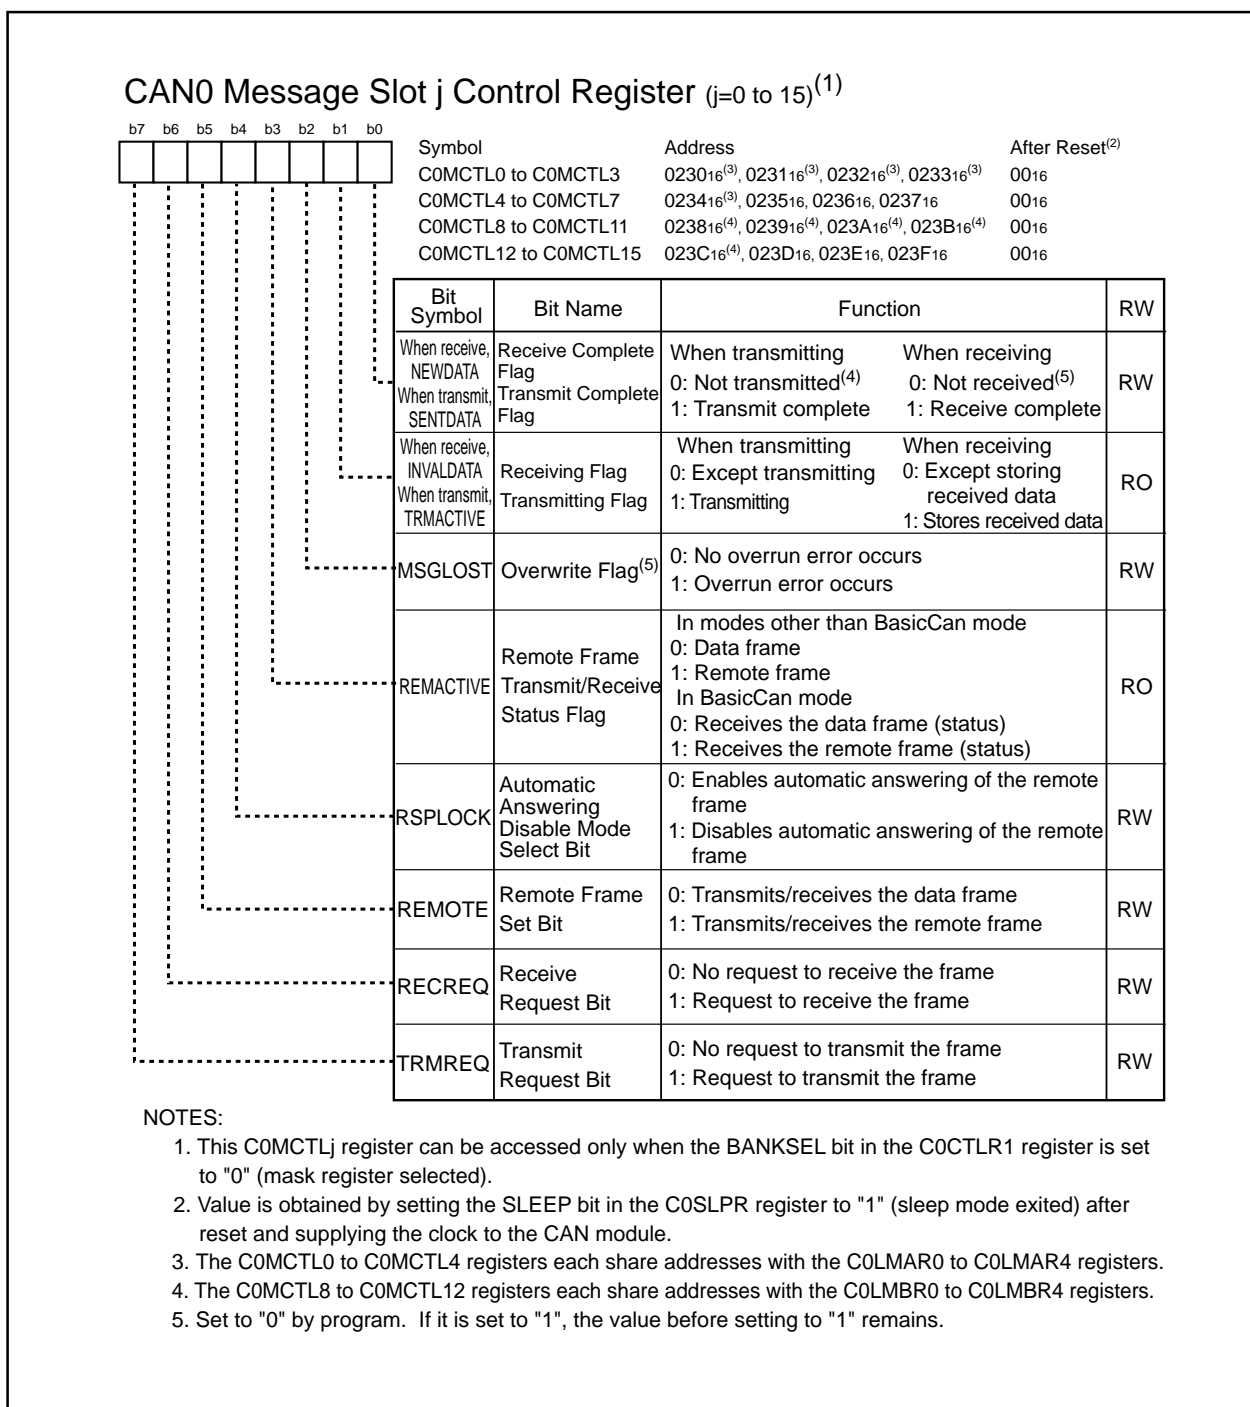 CAN0 Message Slot j Control Register (j=0 to 15)(1)
b7 b6 b5 b4 b3 b2 b1 b0
Symbol Address After Reset(2)
C0MCTL0 to C0MCTL3 023016(3), 023116(3), 023216(3), 023316(3) 0016
C0MCTL4 to C0MCTL7 023416(3), 023516, 023616, 023716 0016
C0MCTL8 to C0MCTL11 023816(4), 023916(4), 023A16(4), 023B16(4) 0016
C0MCTL12 to C0MCTL15 023C16(4), 023D16, 023E16, 023F16 0016
Bit
Symbol
Bit Name
Function
RW
When receive,
NEWDATA
When transmit,
SENTDATA
Receive Complete
Flag
Transmit Complete
Flag
When transmitting
0: Not transmitted(4)
1: Transmit complete
When receiving
0: Not received(5)
1: Receive complete
RW
When receive,
INVALDATA
When transmit,
TRMACTIVE
Receiving Flag
Transmitting Flag
When transmitting
0: Except transmitting
1: Transmitting
When receiving
0: Except storing
received data
1: Stores received data
RO
MSGLOST
Overwrite Flag(5)
0: No overrun error occurs
1: Overrun error occurs
RW
REMACTIVE
Remote Frame
Transmit/Receive
Status Flag
In modes other than BasicCan mode
0: Data frame
1: Remote frame
In BasicCan mode
0: Receives the data frame (status)
1: Receives the remote frame (status)
RO
RSPLOCK
Automatic
Answering
Disable Mode
Select Bit
0: Enables automatic answering of the remote
frame
1: Disables automatic answering of the remote
frame
RW
REMOTE
Remote Frame
Set Bit
0: Transmits/receives the data frame
1: Transmits/receives the remote frame
RW
RECREQ
Receive
Request Bit
0: No request to receive the frame
1: Request to receive the frame
RW
TRMREQ
Transmit
Request Bit
0: No request to transmit the frame
1: Request to transmit the frame
RW
NOTES:
1. This C0MCTLj register can be accessed only when the BANKSEL bit in the C0CTLR1 register is set
to "0" (mask register selected).
2. Value is obtained by setting the SLEEP bit in the C0SLPR register to "1" (sleep mode exited) after
reset and supplying the clock to the CAN module.
3. The C0MCTL0 to C0MCTL4 registers each share addresses with the C0LMAR0 to C0LMAR4 registers.
4. The C0MCTL8 to C0MCTL12 registers each share addresses with the C0LMBR0 to C0LMBR4 registers.
5. Set to "0" by program. If it is set to "1", the value before setting to "1" remains.